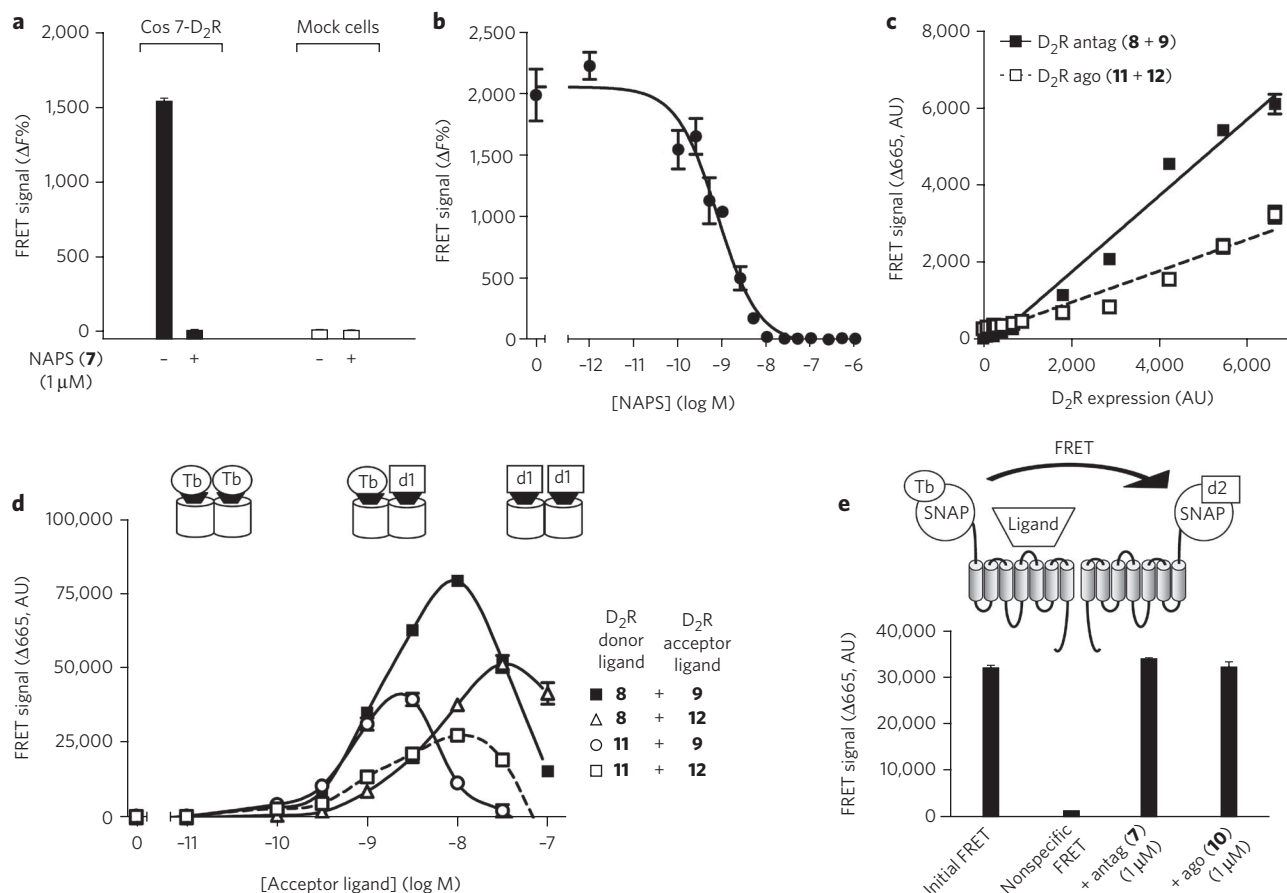 a
Cos 7-D2R
Mock cells
2,000
1,500
1,000
500
0
FRET signal (ΔF%)
NAPS (7)
(1 μM)
– + – +
b
2,500
2,000
1,500
1,000
500
0
FRET signal (ΔF%)
0 −12 −11 −10 −9 −8 −7 −6
[NAPS] (log M)
c
8,000
6,000
4,000
2,000
0
FRET signal (Δ665, AU)
D2R antag (8 + 9)
D2R ago (11 + 12)
0 2,000 4,000 6,000
D2R expression (AU)
d
Tb Tb
Tb d1
d1 d1
100,000
75,000
50,000
25,000
0
FRET signal (Δ665, AU)
0 −11 −10 −9 −8 −7
[Acceptor ligand] (log M)
D2R donor ligand
D2R acceptor ligand
8 + 9
8 + 12
11 + 9
11 + 12
e
FRET
Tb
SNAP
Ligand
d2
SNAP
40,000
30,000
20,000
10,000
0
FRET signal (Δ665, AU)
Initial FRET
Nonspecific
FRET
+ antag (7)
(1 μM)
+ ago (10)
(1 μM)